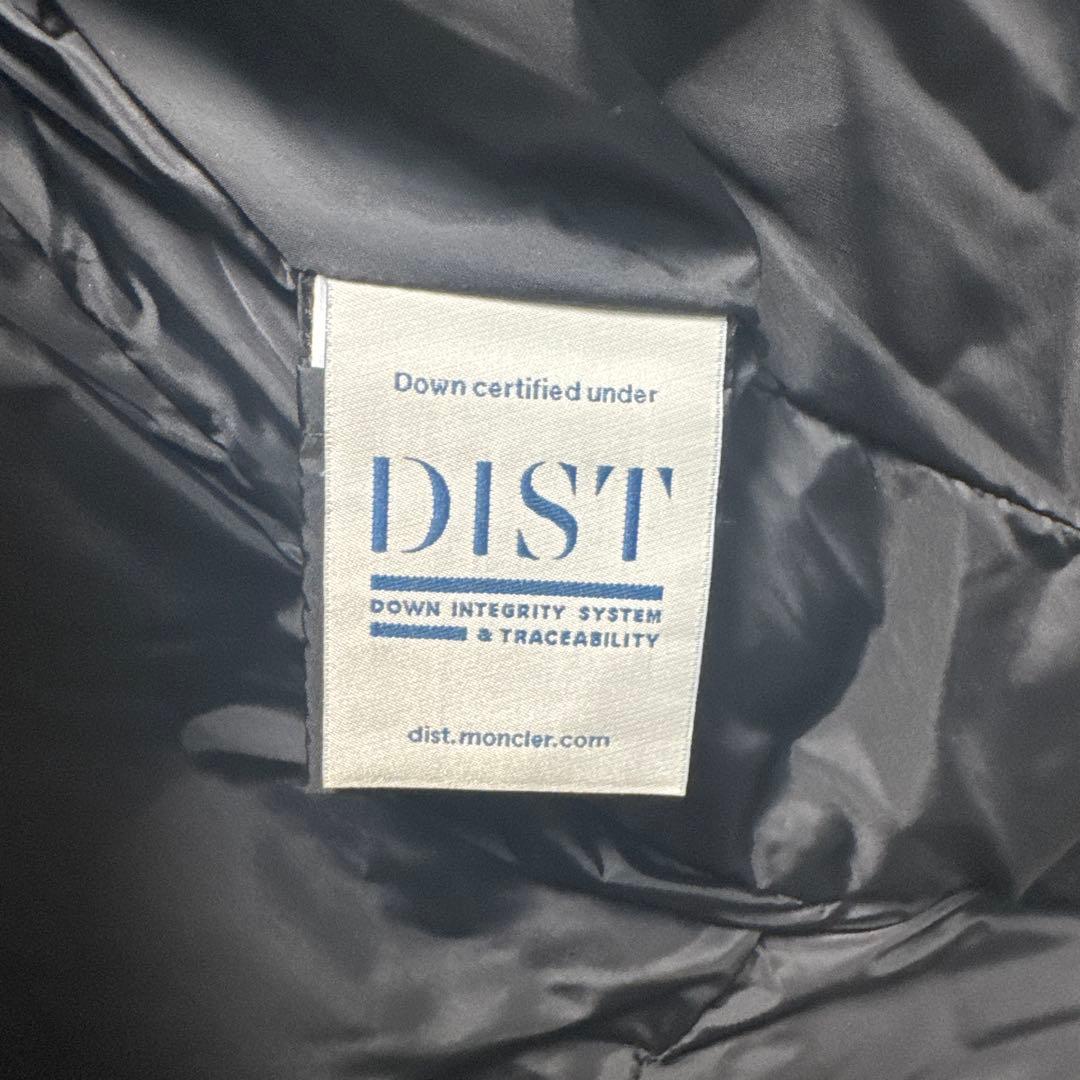 Down certified under
DIST
DOWN INTEGRITY SYSTEM
& TRACEABILITY
dist.moncler.com